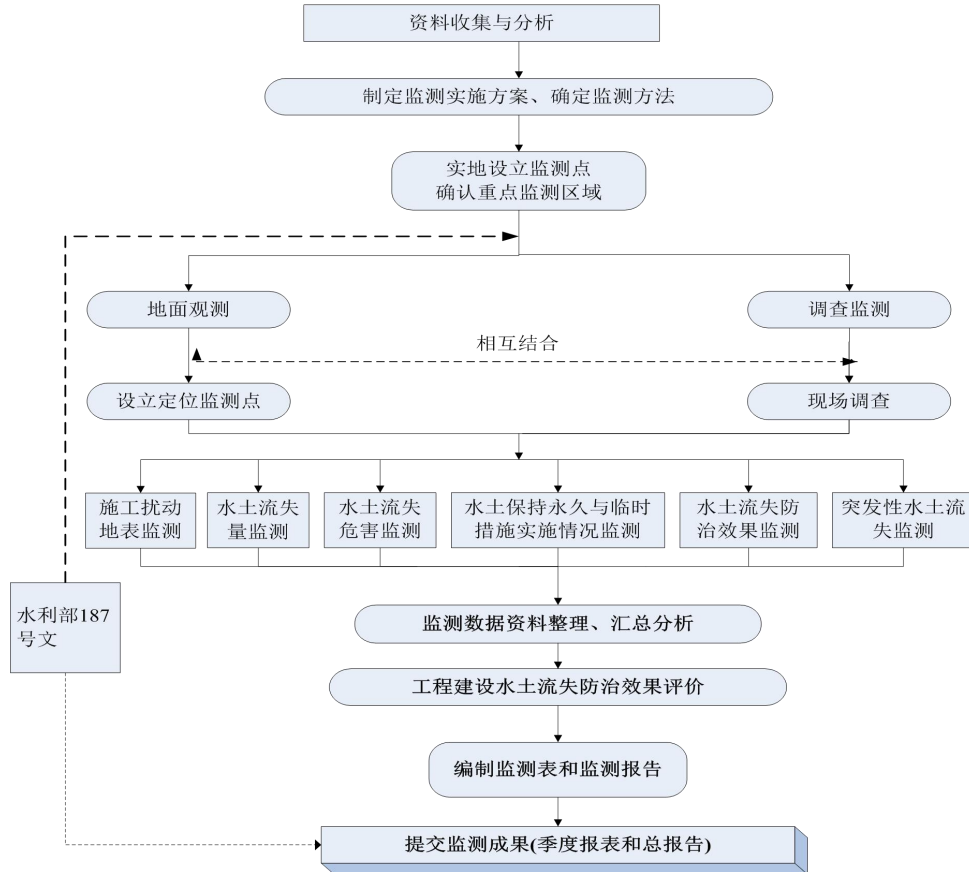 资料收集与分析
制定监测实施方案、确定监测方法
实地设立监测点
确认重点监测区域
地面观测
调查监测
相互结合
设立定位监测点
现场调查
施工扰动
地表监测
水土流失
量监测
水土流失
危害监测
水土保持永久与临时
措施实施情况监测
水土流失防
治效果监测
突发性水土流
失监测
水利部187
号文
监测数据资料整理、汇总分析
工程建设水土流失防治效果评价
编制监测表和监测报告
提交监测成果(季度报表和总报告)